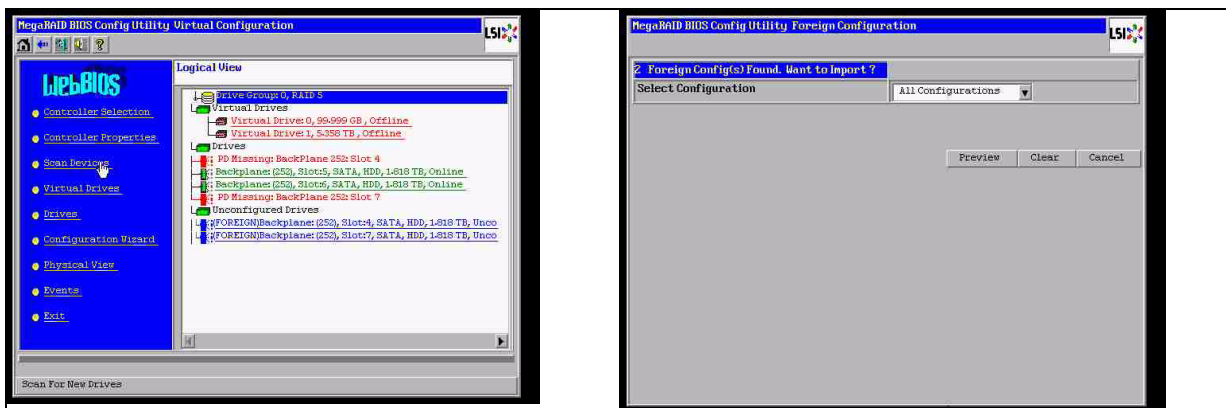 MegaRAID BIOS Config Utility Virtual Configuration
LSI
WebBIOS
Controller Selection
Controller Properties
Scan Devices
Virtual Drives
Drives
Configuration Wizard
Physical View
Events
Exit
Logical View
Drive Group: 0, RAID 5
Virtual Drives
Virtual Drive: 0, 99.999 GB , Offline
Virtual Drive: 1, 5.358 TB , Offline
Drives
PD Missing: BackPlane 252: Slot 4
Backplane: (252), Slot:5, SATA, HDD, 1.818 TB, Online
Backplane: (252), Slot:6, SATA, HDD, 1.818 TB, Online
PD Missing: BackPlane 252: Slot 7
Unconfigured Drives
(FOREIGN)Backplane: (252), Slot:4, SATA, HDD, 1.818 TB, Unco
(FOREIGN)Backplane: (252), Slot:7, SATA, HDD, 1.818 TB, Unco
Scan For New Drives
MegaRAID BIOS Config Utility Foreign Configuration
LSI
2 Foreign Config(s) Found. Want to Import ?
Select Configuration
All Configurations
Preview Clear Cancel